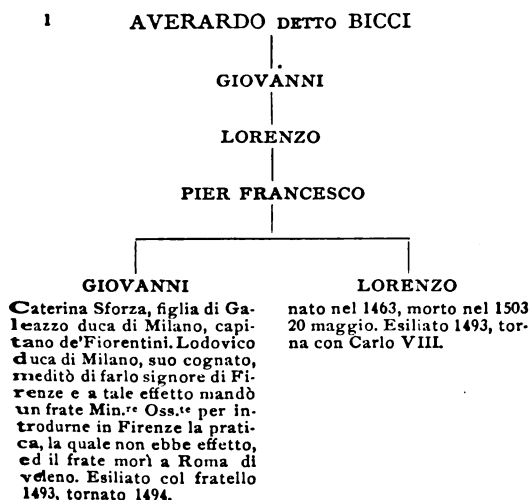 1 AVERARDO DETTO BICCI
GIOVANNI
LORENZO
PIER FRANCESCO
GIOVANNI
Caterina Sforza, figlia di Ga-
leazzo duca di Milano, capi-
tano de'Fiorentini. Lodovico
duca di Milano, suo cognato,
meditò di farlo signore di Fi-
renze e a tale effetto mandò
un frate Min.re Oss.te per in-
trodurne in Firenze la prati-
ca, la quale non ebbe effetto,
ed il frate morì a Roma di
veleno. Esiliato col fratello
1493, tornato 1494.
LORENZO
nato nel 1463, morto nel 1503
20 maggio. Esiliato 1493, tor-
na con Carlo VIII.